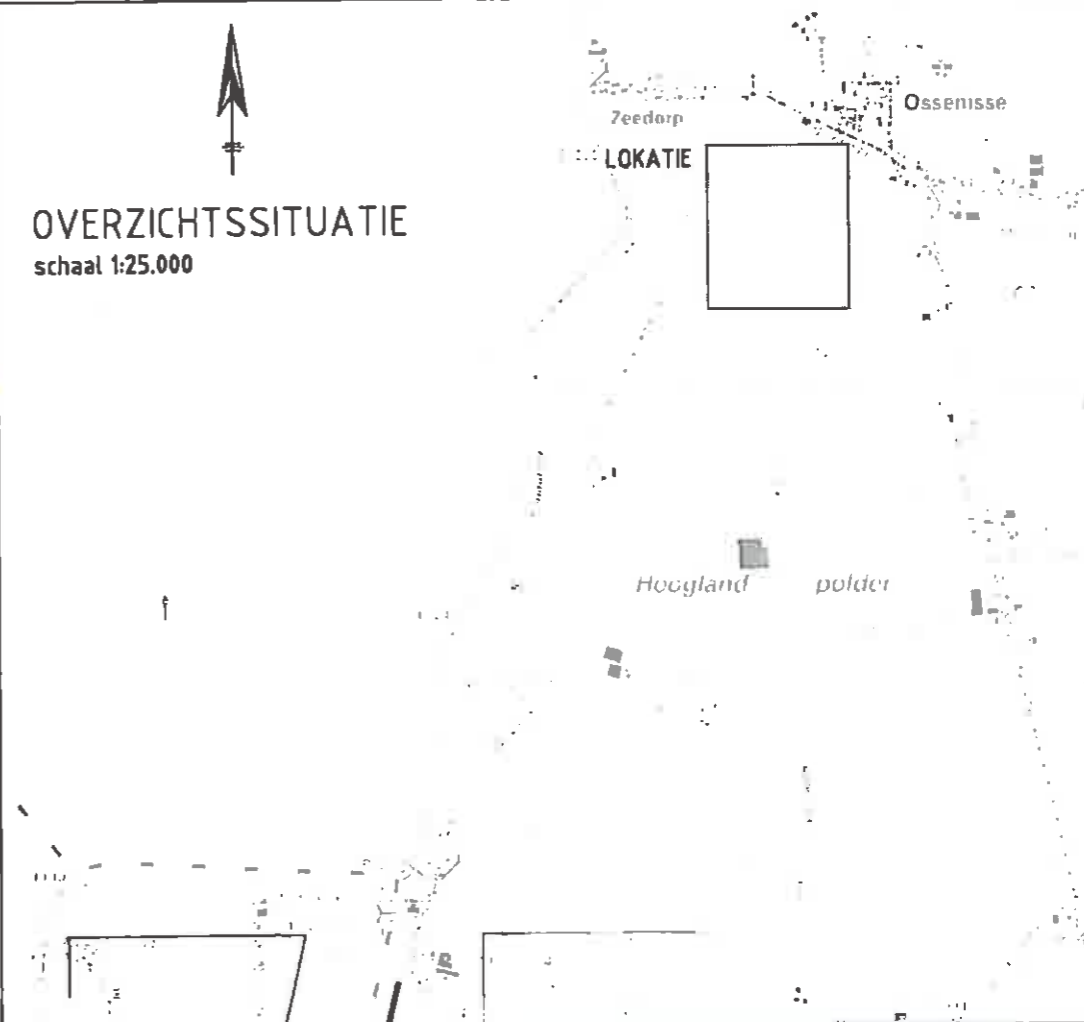 Ossenisse
Zeedorp
LOKATIE
OVERZICHTSSITUATIE
schaal 1:25.000
Hoogland polder